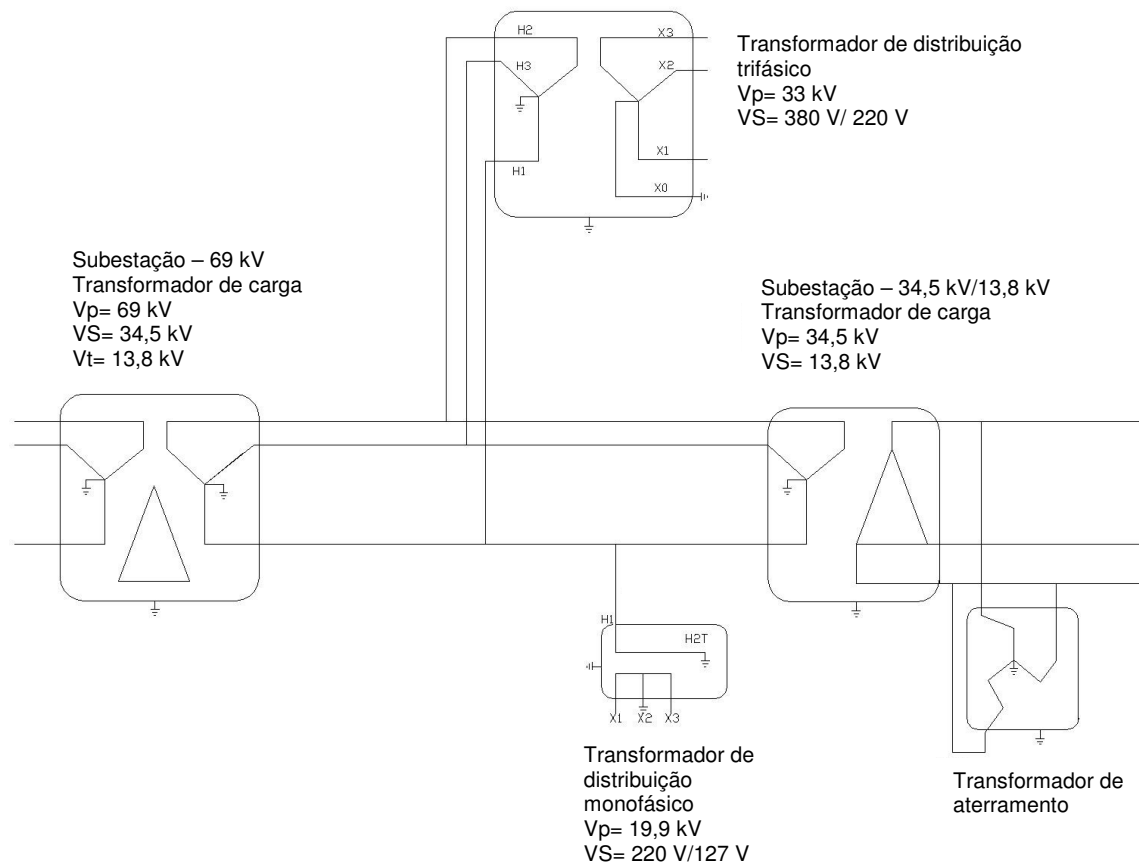 H2
H3
H1
X3
X2
X1
X0
Transformador de distribuição
trifásico
Vp= 33 kV
VS= 380 V/ 220 V
Subestação – 69 kV
Transformador de carga
Vp= 69 kV
VS= 34,5 kV
Vt= 13,8 kV
Subestação – 34,5 kV/13,8 kV
Transformador de carga
Vp= 34,5 kV
VS= 13,8 kV
H1
H2T
X1 X2 X3
Transformador de
distribuição
monofásico
Vp= 19,9 kV
VS= 220 V/127 V
Transformador de
aterramento